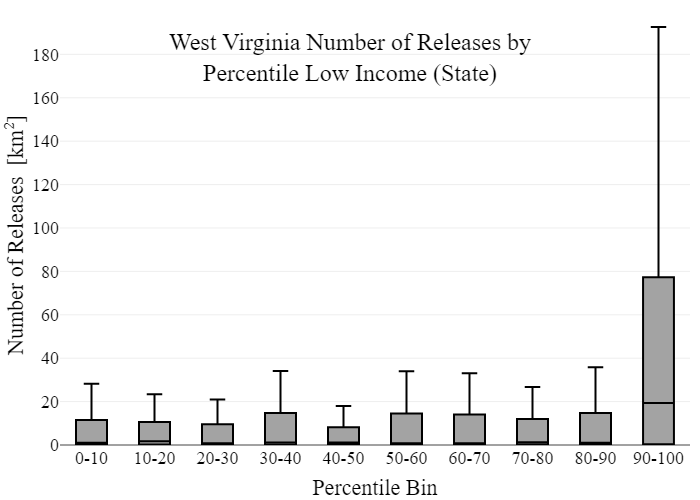 West Virginia Number of Releases by
Percentile Low Income (State)
Number of Releases [km²]
180
160
140
120
100
80
60
40
20
0
0-10 10-20 20-30 30-40 40-50 50-60 60-70 70-80 80-90 90-100
Percentile Bin